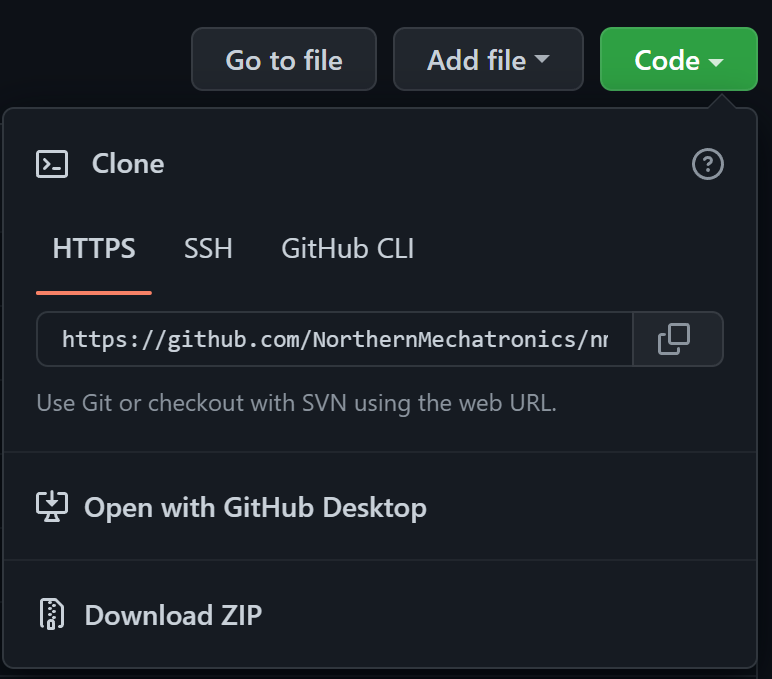 Go to file
Add file
Code
Clone
HTTPS
SSH
GitHub CLI
https://github.com/NorthernMechatronics/nn
Use Git or checkout with SVN using the web URL.
Open with GitHub Desktop
Download ZIP